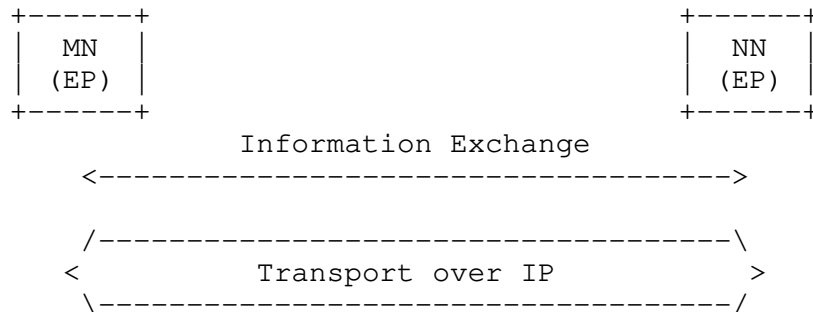 MN NN
(EP) (EP)
Information Exchange
Transport over IP